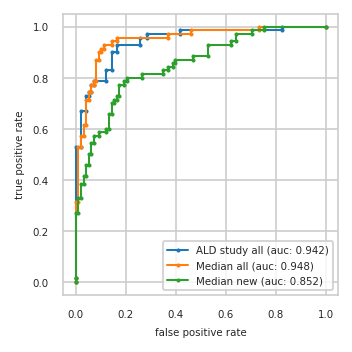 1.0
0.8
0.6
0.4
0.2
0.0
true positive rate
ALD study all (auc: 0.942)
Median all (auc: 0.948)
Median new (auc: 0.852)
0.0 0.2 0.4 0.6 0.8 1.0
false positive rate